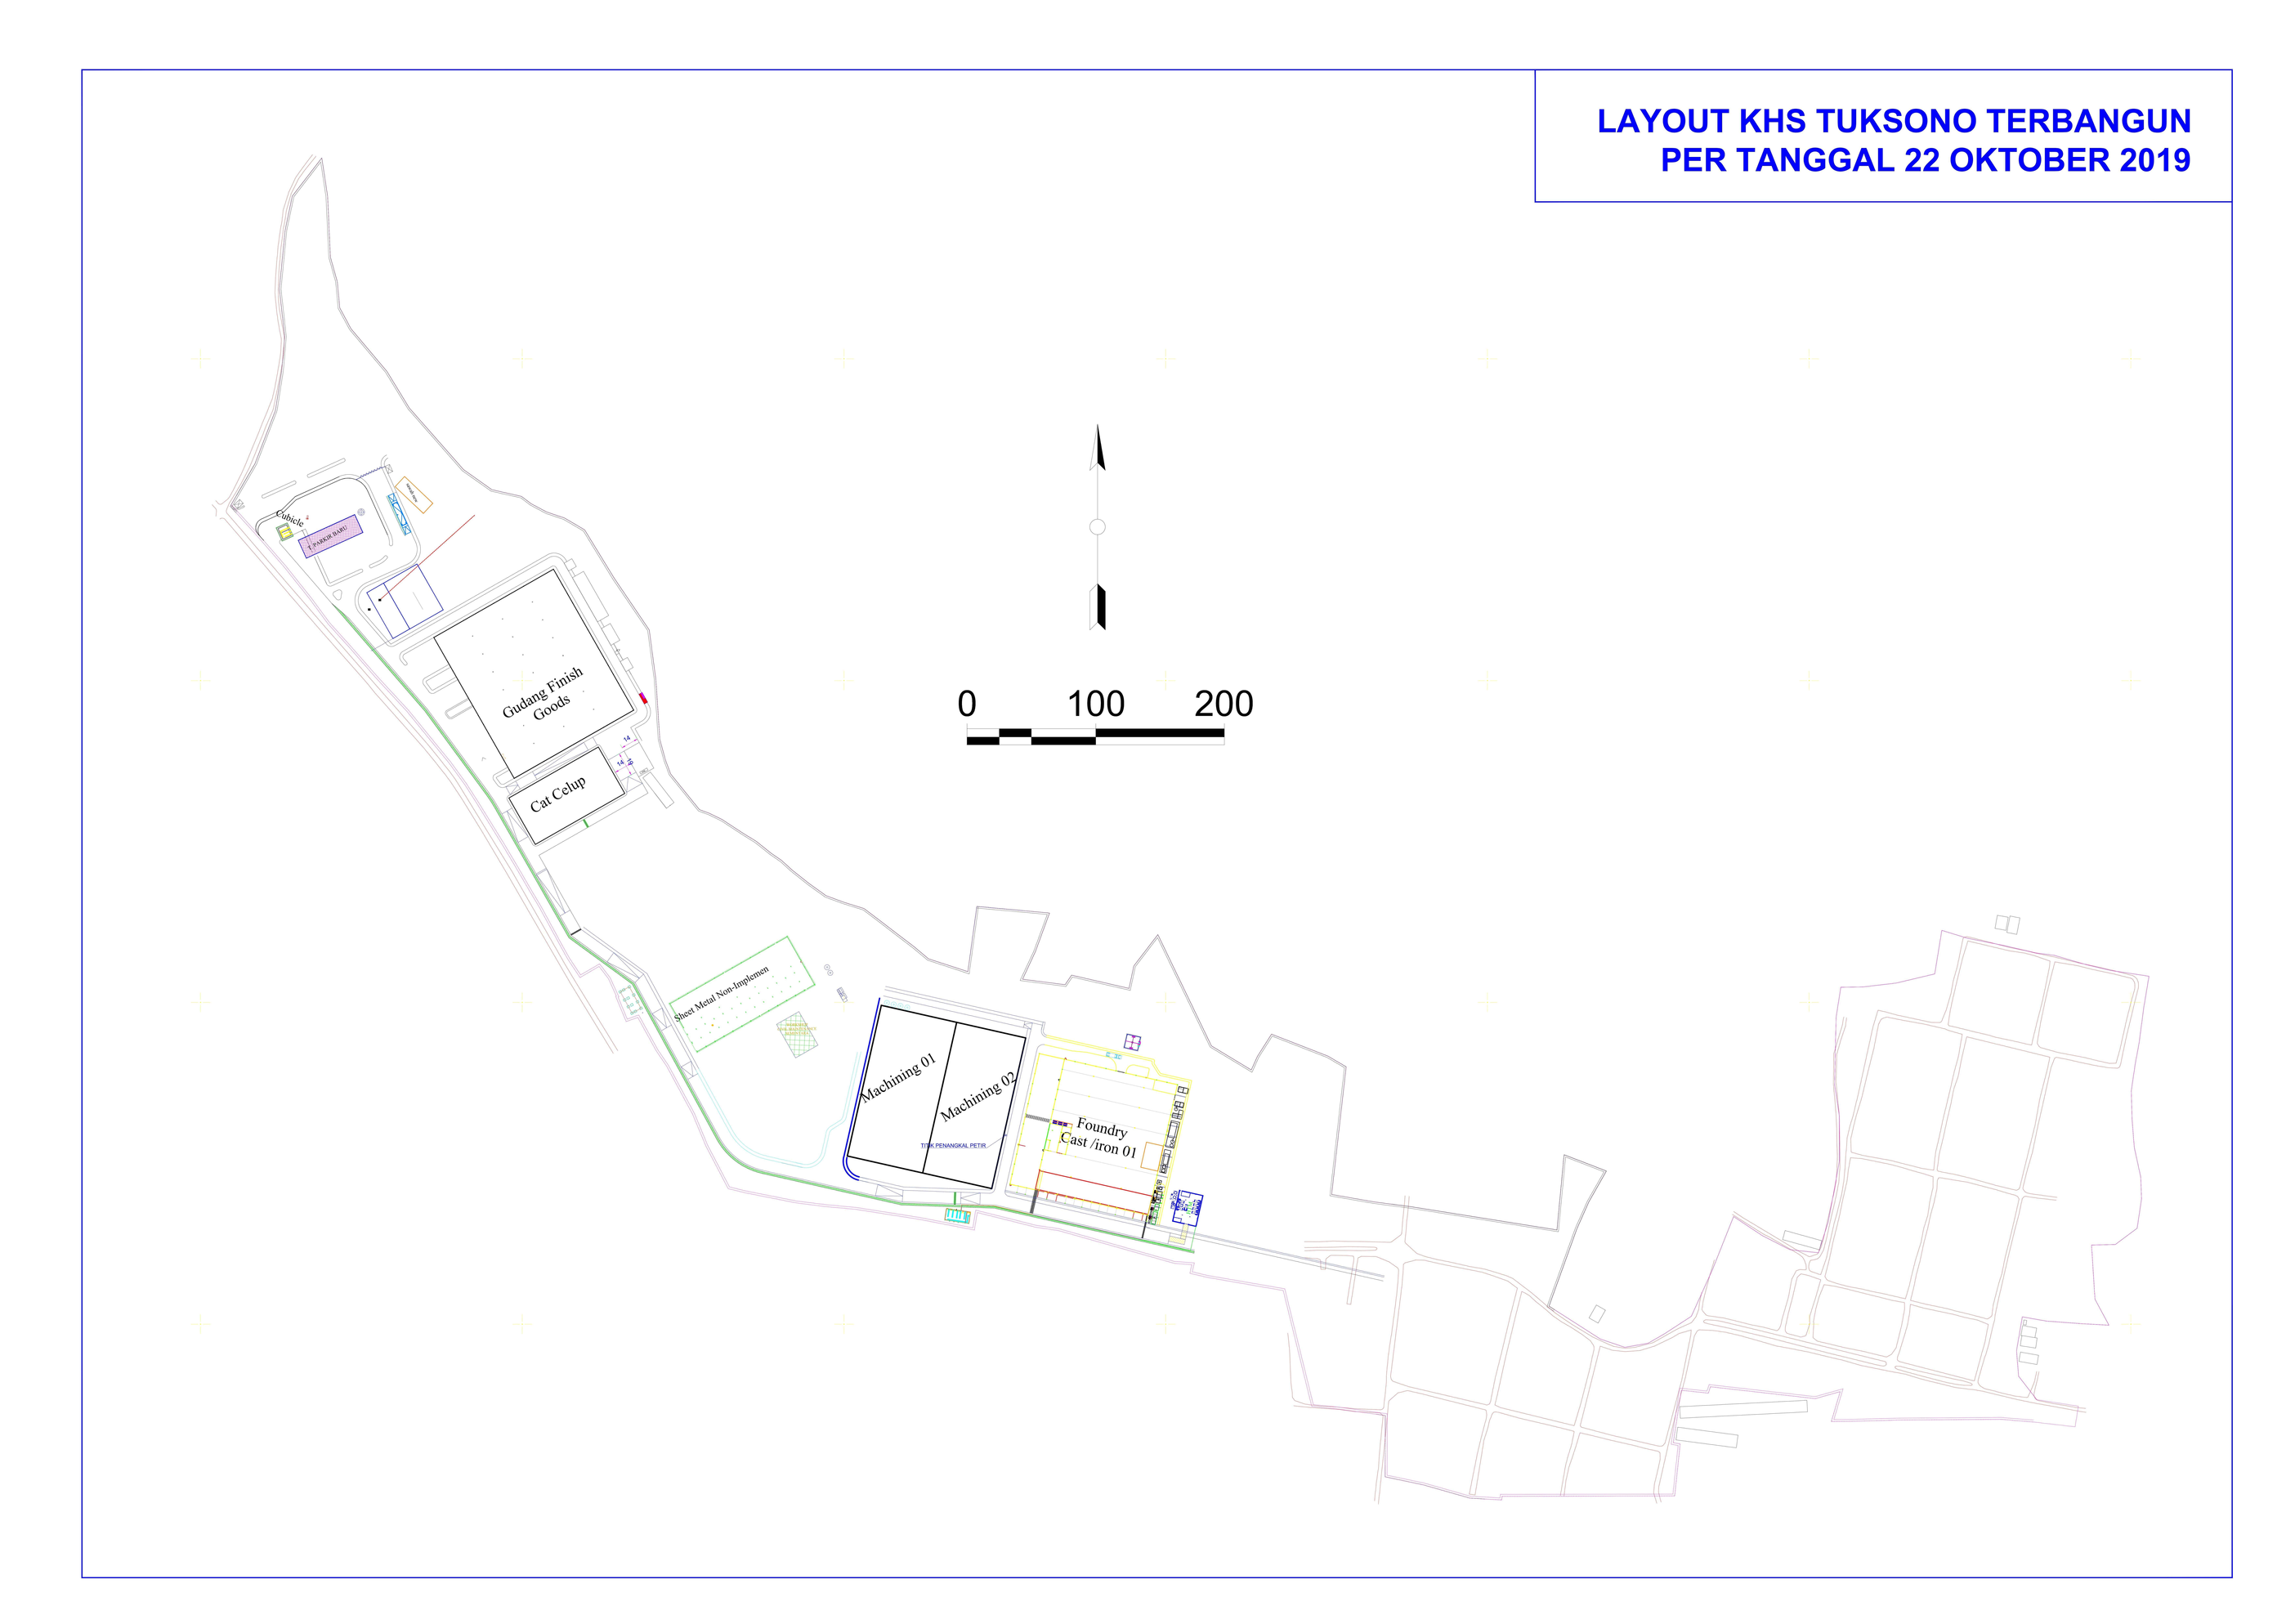 LAYOUT KHS TUKSONO TERBANGUN
PER TANGGAL 22 OKTOBER 2019
Cubicle
T. PARKIR BARU
Gudang Finish
Goods
14
14
Cat Celup
0 100 200
Sheet Metal Non-Implemen
Machining 01
Machining 02
TITIK PENANGKAL PETIR
Foundry
Cast /iron 01